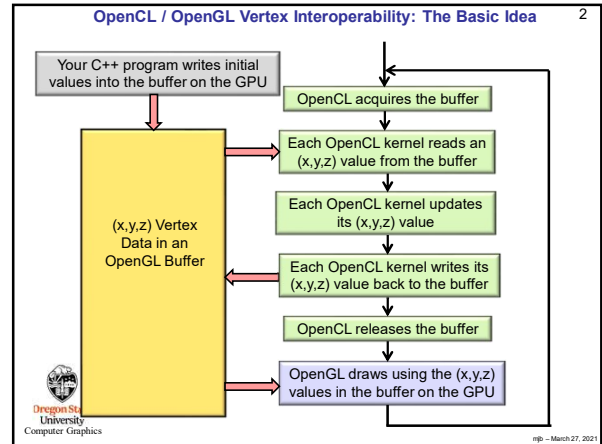 OpenCL / OpenGL Vertex Interoperability: The Basic Idea
2
Your C++ program writes initial
values into the buffer on the GPU
OpenCL acquires the buffer
Each OpenCL kernel reads an
(x,y,z) value from the buffer
Each OpenCL kernel updates
its (x,y,z) value
(x,y,z) Vertex
Data in an
OpenGL Buffer
Each OpenCL kernel writes its
(x,y,z) value back to the buffer
OpenCL releases the buffer
OpenGL draws using the (x,y,z)
values in the buffer on the GPU
Oregon Sta
University
Computer Graphics
mjb – March 27, 2021